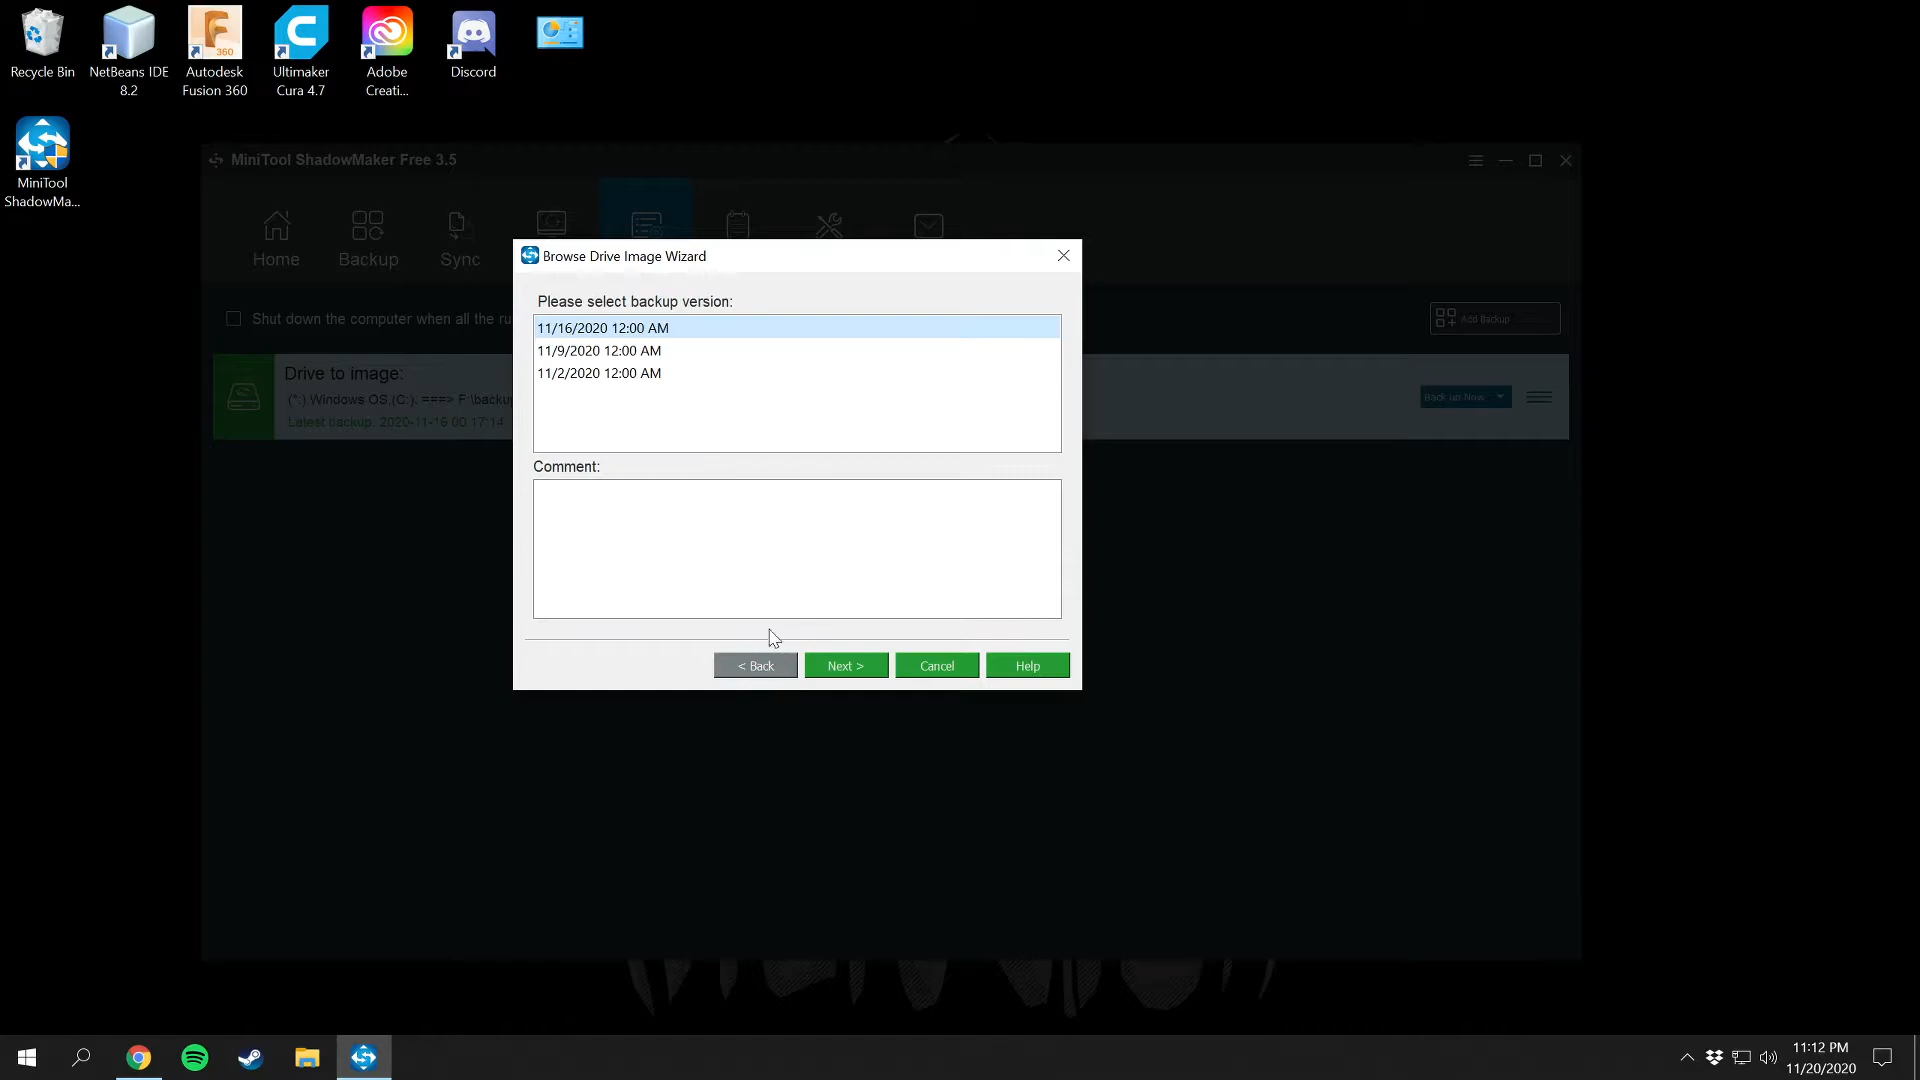 Recycle Bin
NetBeans IDE
8.2
Autodesk
Fusion 360
360
Ultimaker
Cura 4.7
Adobe
Creati...
Discord
MiniTool
ShadowMa...
MiniTool ShadowMaker Free 3.5
Home
Backup
Sync
Browse Drive Image Wizard
Please select backup version:
11/16/2020 12:00 AM
11/9/2020 12:00 AM
11/2/2020 12:00 AM
Comment:
< Back
Next >
Cancel
Help
Shut down the computer when all the ru
Add Backup
Drive to image:
(*:).Windows OS,(C:). ===> F:\backup
Latest backup: 2020-11-16 00:17:14
Back up Now
11:12 PM
11/20/2020